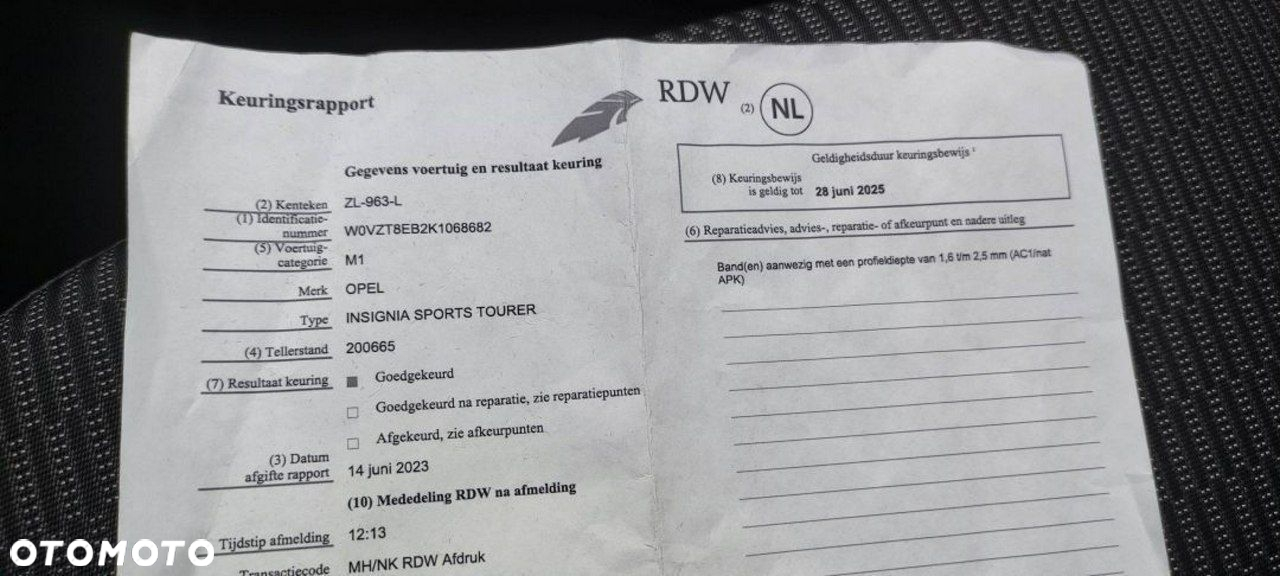 Keuringsrapport
Gegevens voertuig en resultaat keuring
(2) Kenteken ZL-963-L
(1) Identificatie-
nummer W0VZT8EB2K1068682
(5) Voertuig-
categorie M1
Merk OPEL
Type INSIGNIA SPORTS TOURER
(4) Tellerstand 200665
(7) Resultaat keuring Goedgekeurd
Goedgekeurd na reparatie, zie reparatiepunten
Afgekeurd, zie afkeurpunten
(3) Datum
afgifte rapport 14 juni 2023
(10) Mededeling RDW na afmelding
Tijdstip afmelding 12:13
Transactiecode MH/NK RDW Afdruk
RDW (2) NL
Geldigheidsduur keuringsbewijs ¹
(8) Keuringsbewijs
is geldig tot 28 juni 2025
(6) Reparatieadvies, advies-, reparatie- of afkeurpunt en nadere uitleg
Band(en) aanwezig met een profieldiepte van 1,6 t/m 2,5 mm (AC1/nat
APK)
OTOMOTO